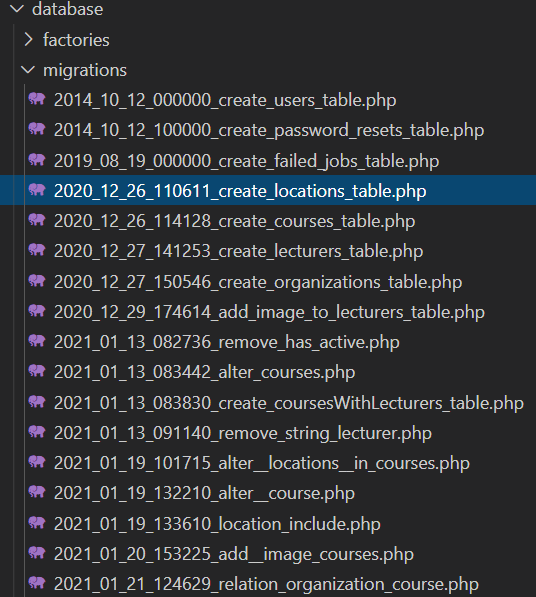 database
factories
migrations
2014_10_12_000000_create_users_table.php
2014_10_12_100000_create_password_resets_table.php
2019_08_19_000000_create_failed_jobs_table.php
2020_12_26_110611_create_locations_table.php
2020_12_26_114128_create_courses_table.php
2020_12_27_141253_create_lecturers_table.php
2020_12_27_150546_create_organizations_table.php
2020_12_29_174614_add_image_to_lecturers_table.php
2021_01_13_082736_remove_has_active.php
2021_01_13_083442_alter_courses.php
2021_01_13_083830_create_coursesWithLecturers_table.php
2021_01_13_091140_remove_string_lecturer.php
2021_01_19_101715_alter__locations__in_courses.php
2021_01_19_132210_alter__course.php
2021_01_19_133610_location_include.php
2021_01_20_153225_add__image_courses.php
2021_01_21_124629_relation_organization_course.php